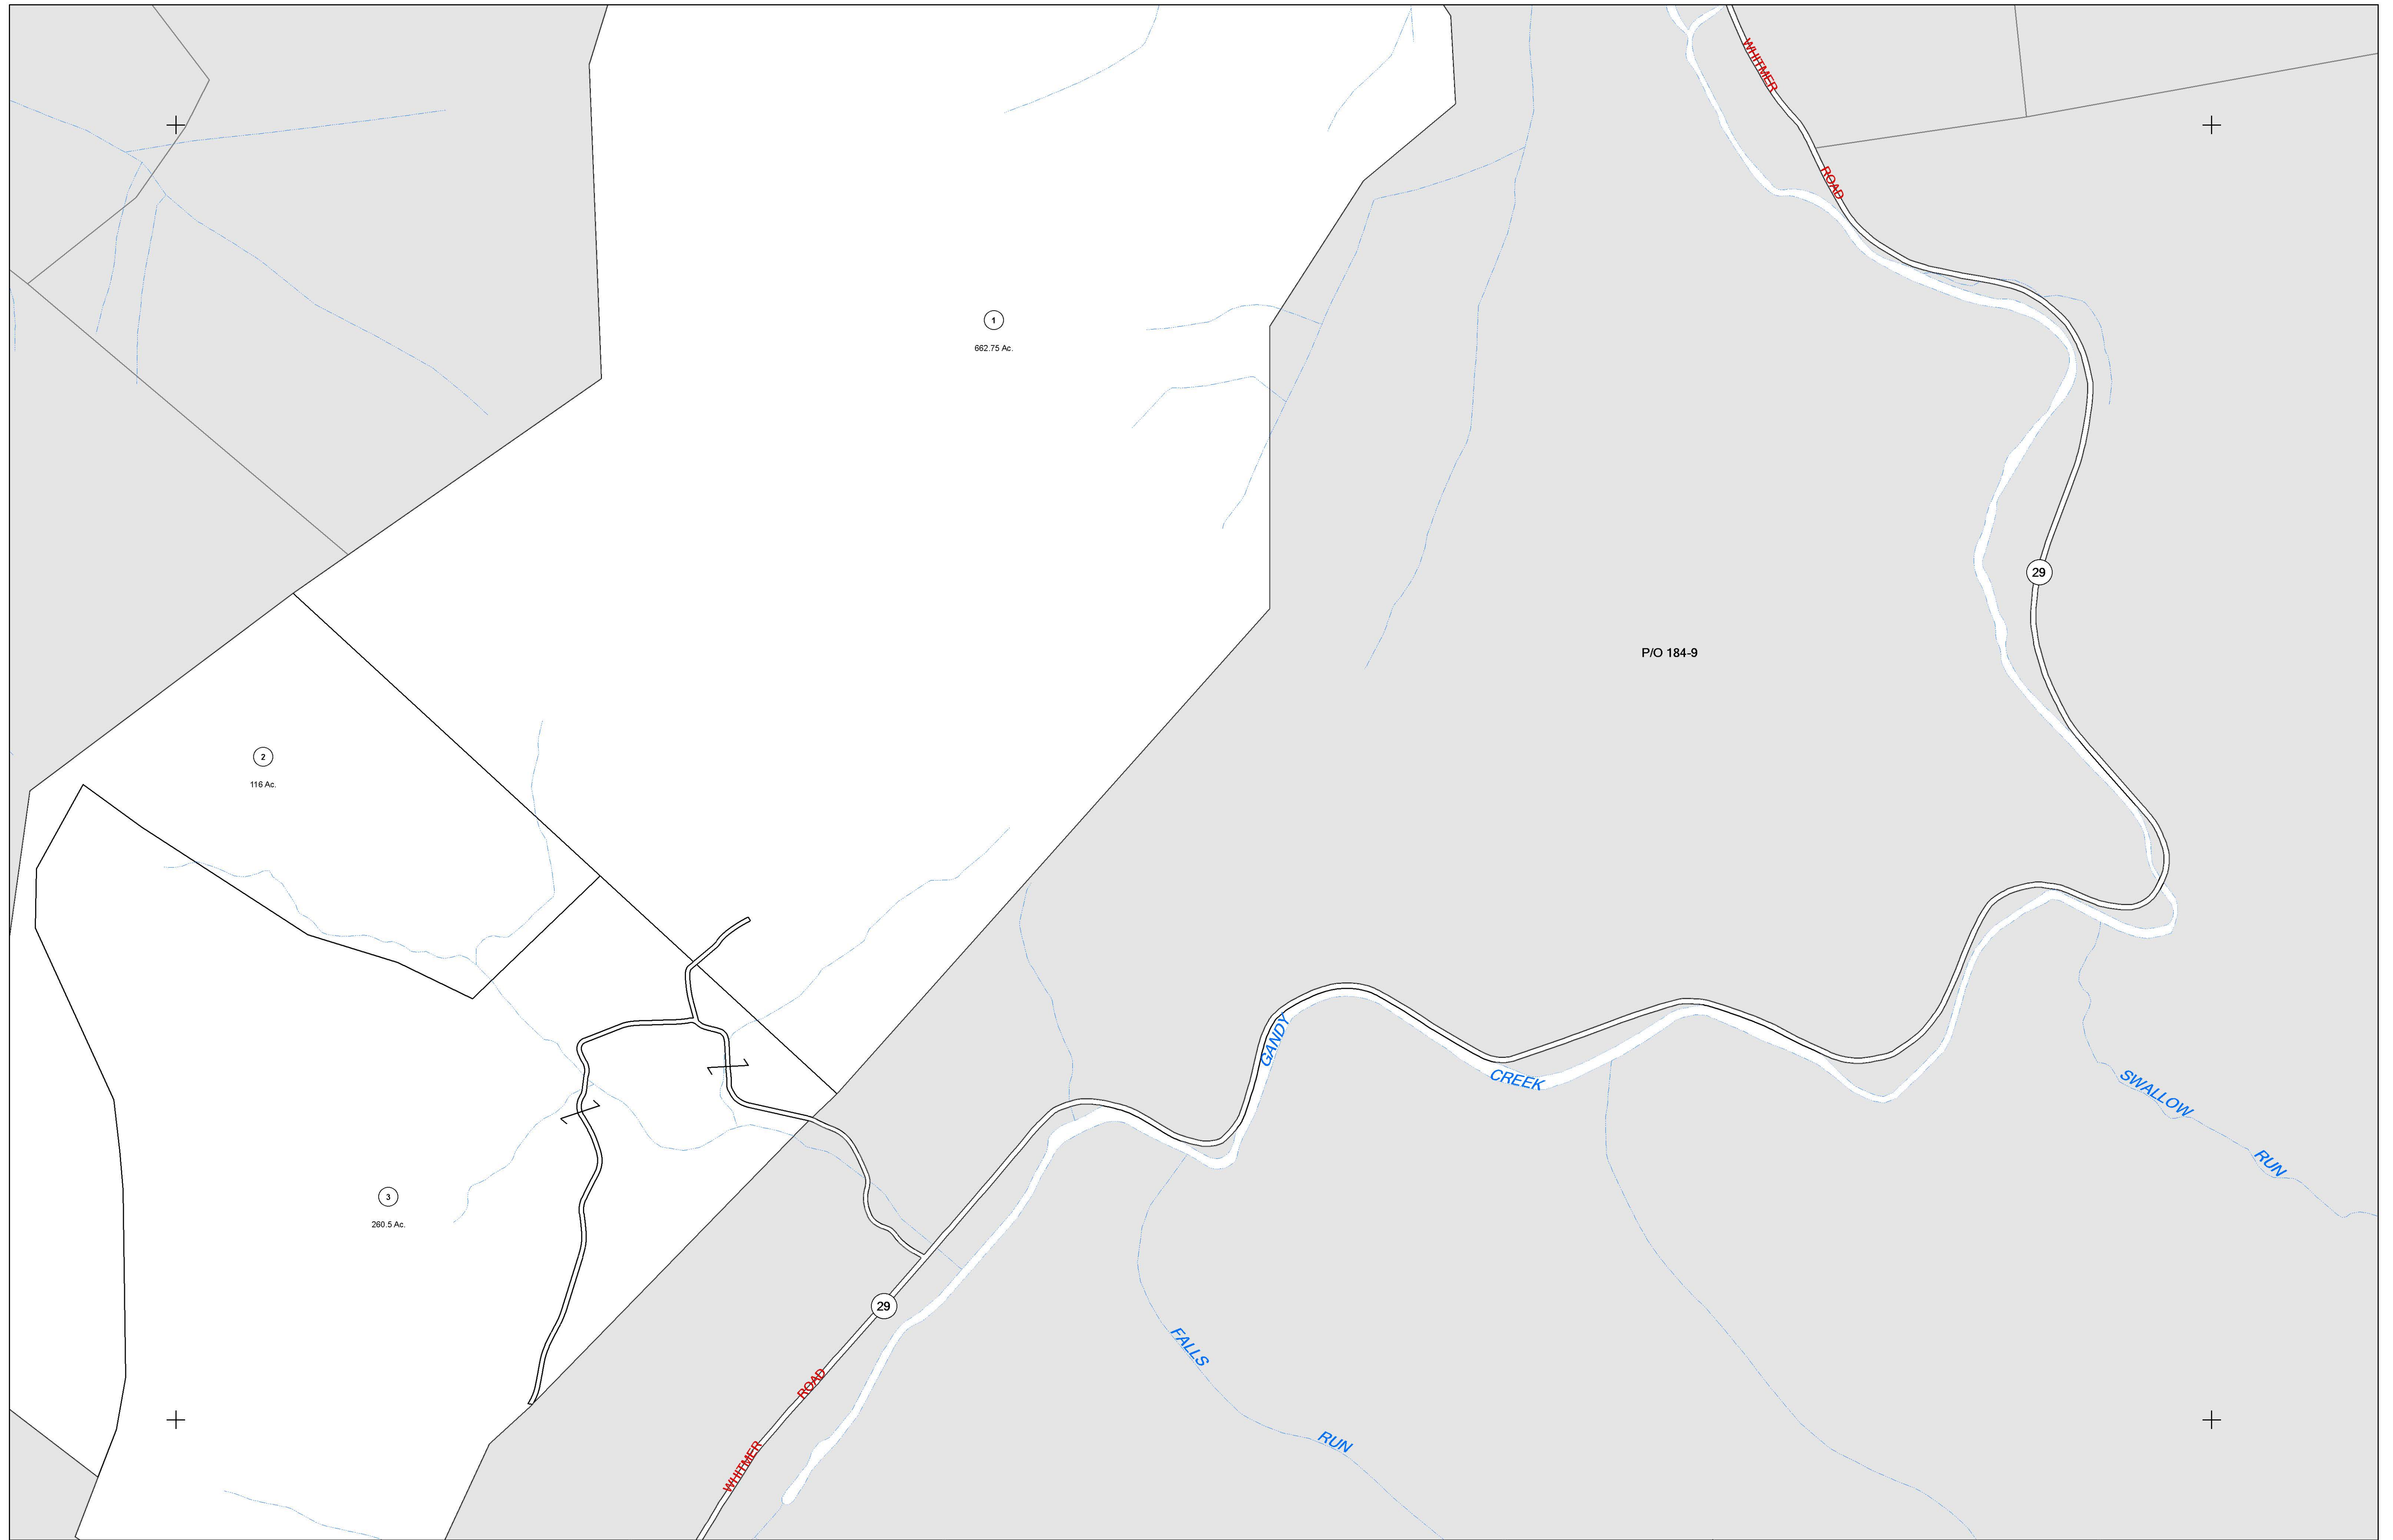 WHITMER
ROAD
1
662.75 Ac.
29
P/O 184-9
2
116 Ac.
GANDY
CREEK
SWALLOW
RUN
3
260.5 Ac.
29
FALLS
RUN
ROAD
WHITMER